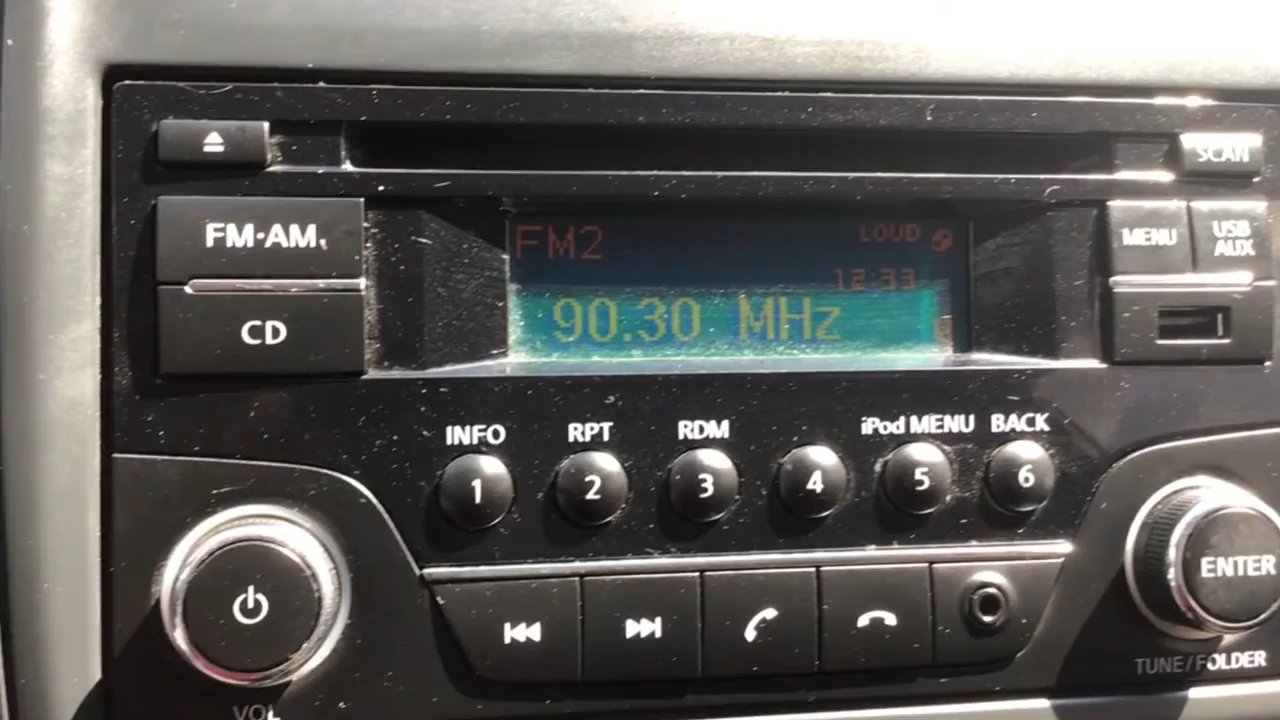 SCAN
FM·AM
MENU
USB
AUX
FM2
LOUD
12:33
90.30 MHz
CD
INFO
RPT
RDM
iPod MENU
BACK
1
2
3
4
5
6
ENTER
TUNE/FOLDER
VOL